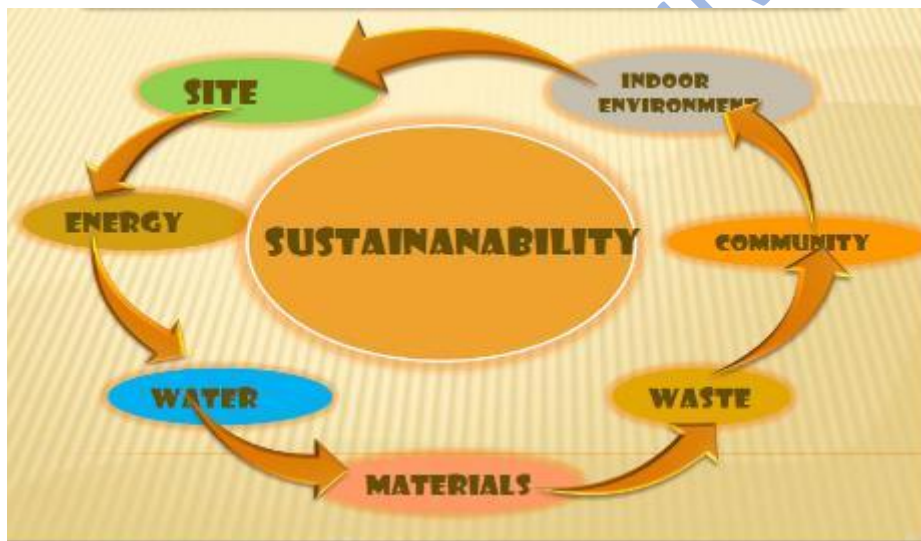 SITE
INDOOR
ENVIRONMENT
ENERGY
SUSTAINANABILITY
COMMUNITY
WATER
WASTE
MATERIALS